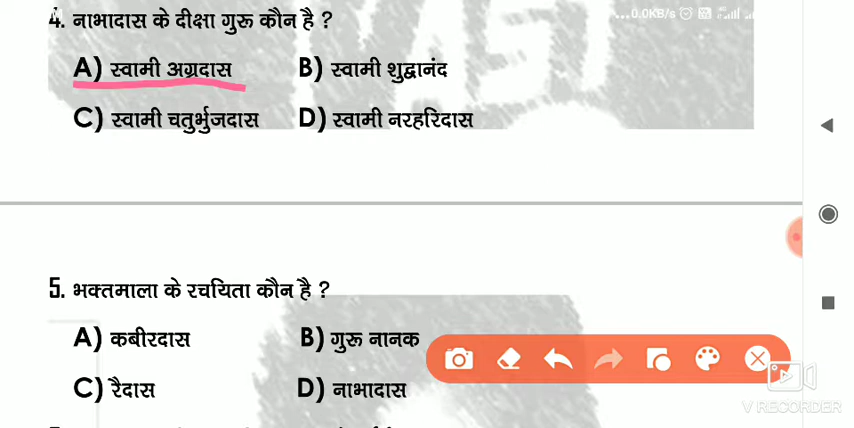 4. नाभादास के दीक्षा गुरू कौन है ?
...0.0KB/s
A) स्वामी अग्रदास B) स्वामी शुद्वानंद
C) स्वामी चतुर्भुजदास D) स्वामी नरहरिदास
5. भक्तमाला के रचयिता कौन है ?
A) कबीरदास B) गुरू नानक
C) रैदास D) नाभादास
V RECORDER